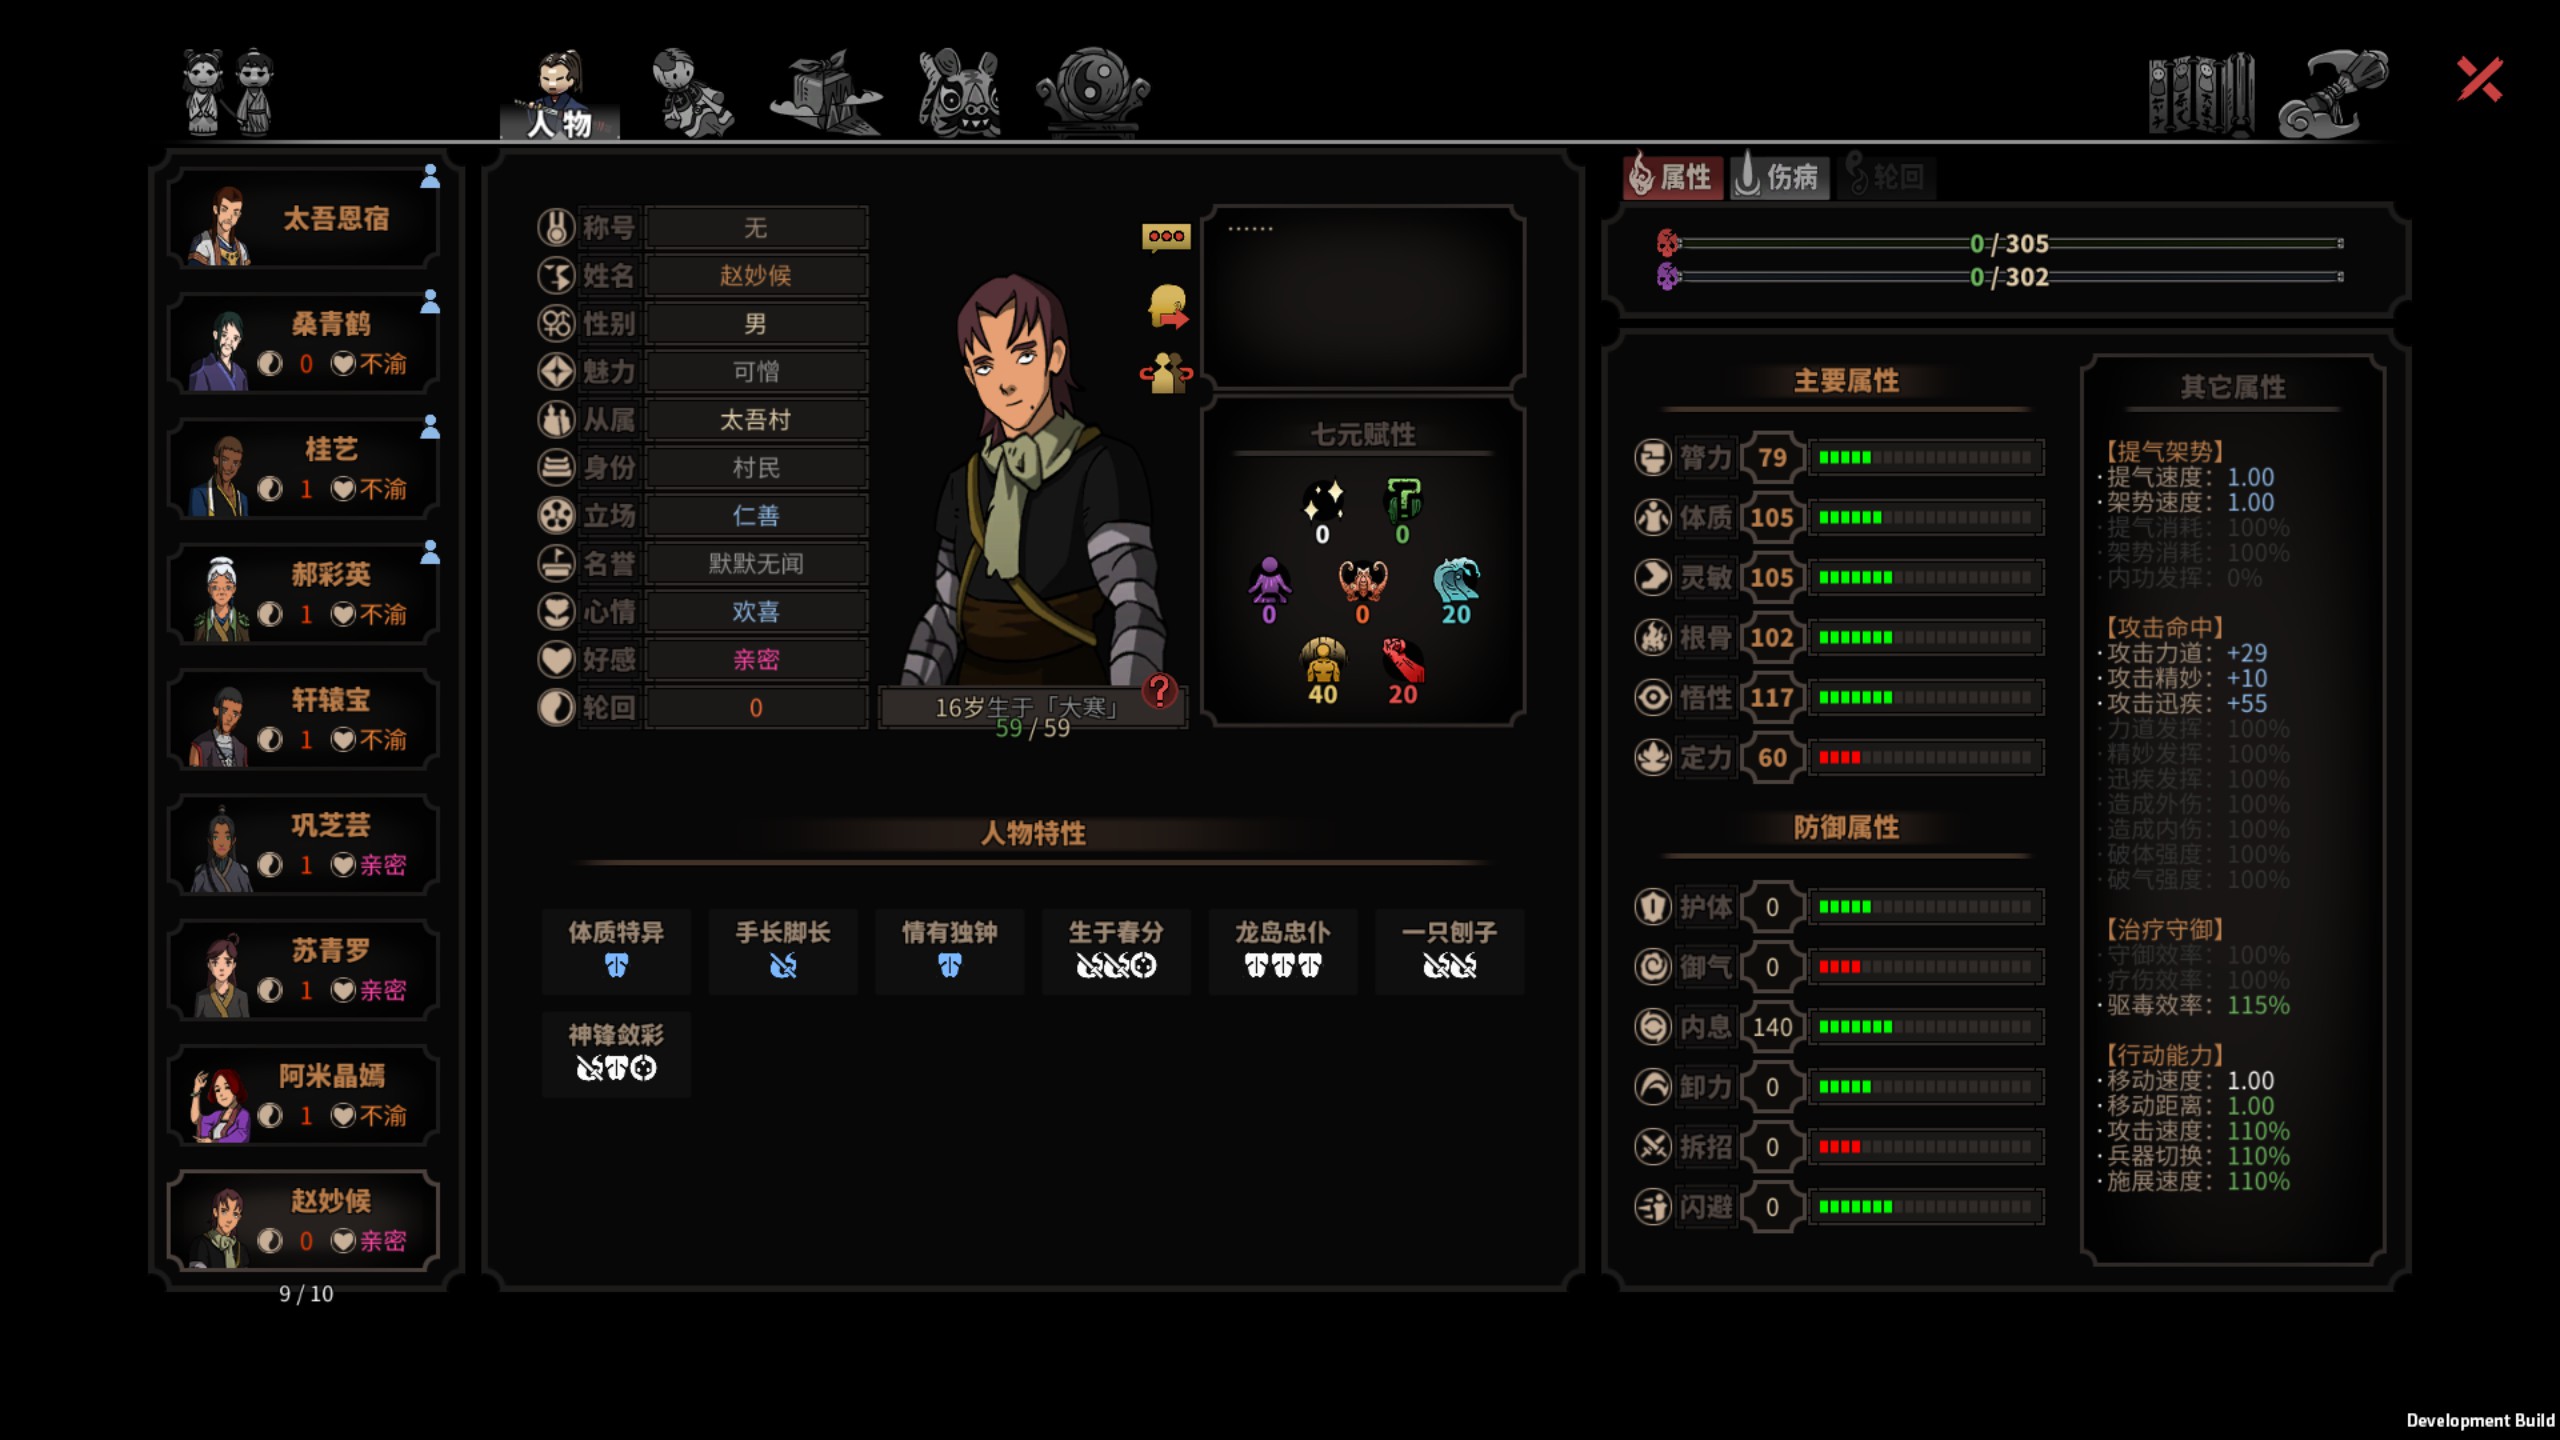 人物
太吾恩宿
桑青鹤
0 不渝
桂艺
1 不渝
郝彩英
1 不渝
轩辕宝
1 不渝
巩芝芸
1 亲密
苏青罗
1 亲密
阿米晶嫣
1 不渝
赵妙候
0 亲密
9 / 10
称号 无
姓名 赵妙候
性别 男
魅力 可憎
从属 太吾村
身份 村民
立场 仁善
名誉 默默无闻
心情 欢喜
好感 亲密
轮回 0
16岁生于「大寒」
59 / 59
······
七元赋性
0 0
0 0 20
40 20
人物特性
体质特异 手长脚长 情有独钟 生于春分 龙岛忠仆 一只刨子
神锋敛彩
属性 伤病 轮回
0 / 305
0 / 302
主要属性
膂力 79
体质 105
灵敏 105
根骨 102
悟性 117
定力 60
防御属性
护体 0
御气 0
内息 140
卸力 0
拆招 0
闪避 0
其它属性
【提气架势】
·提气速度：1.00
·架势速度：1.00
·提气消耗：100%
·架势消耗：100%
·内功发挥：0%
【攻击命中】
·攻击力道：+29
·攻击精妙：+10
·攻击迅疾：+55
·力道发挥：100%
·精妙发挥：100%
·迅疾发挥：100%
·造成外伤：100%
·造成内伤：100%
·破体强度：100%
·破气强度：100%
【治疗守御】
·守御效率：100%
·疗伤效率：100%
·驱毒效率：115%
【行动能力】
·移动速度：1.00
·移动距离：1.00
·攻击速度：110%
·兵器切换：110%
·施展速度：110%
Development Build